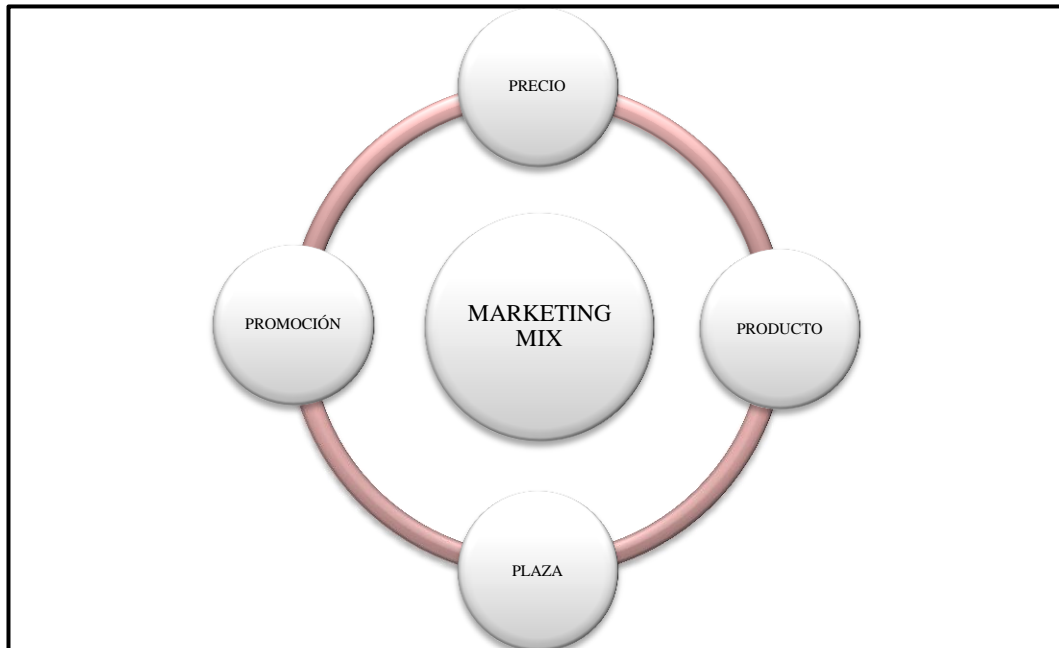 PRECIO
PROMOCIÓN
MARKETING
MIX
PRODUCTO
PLAZA